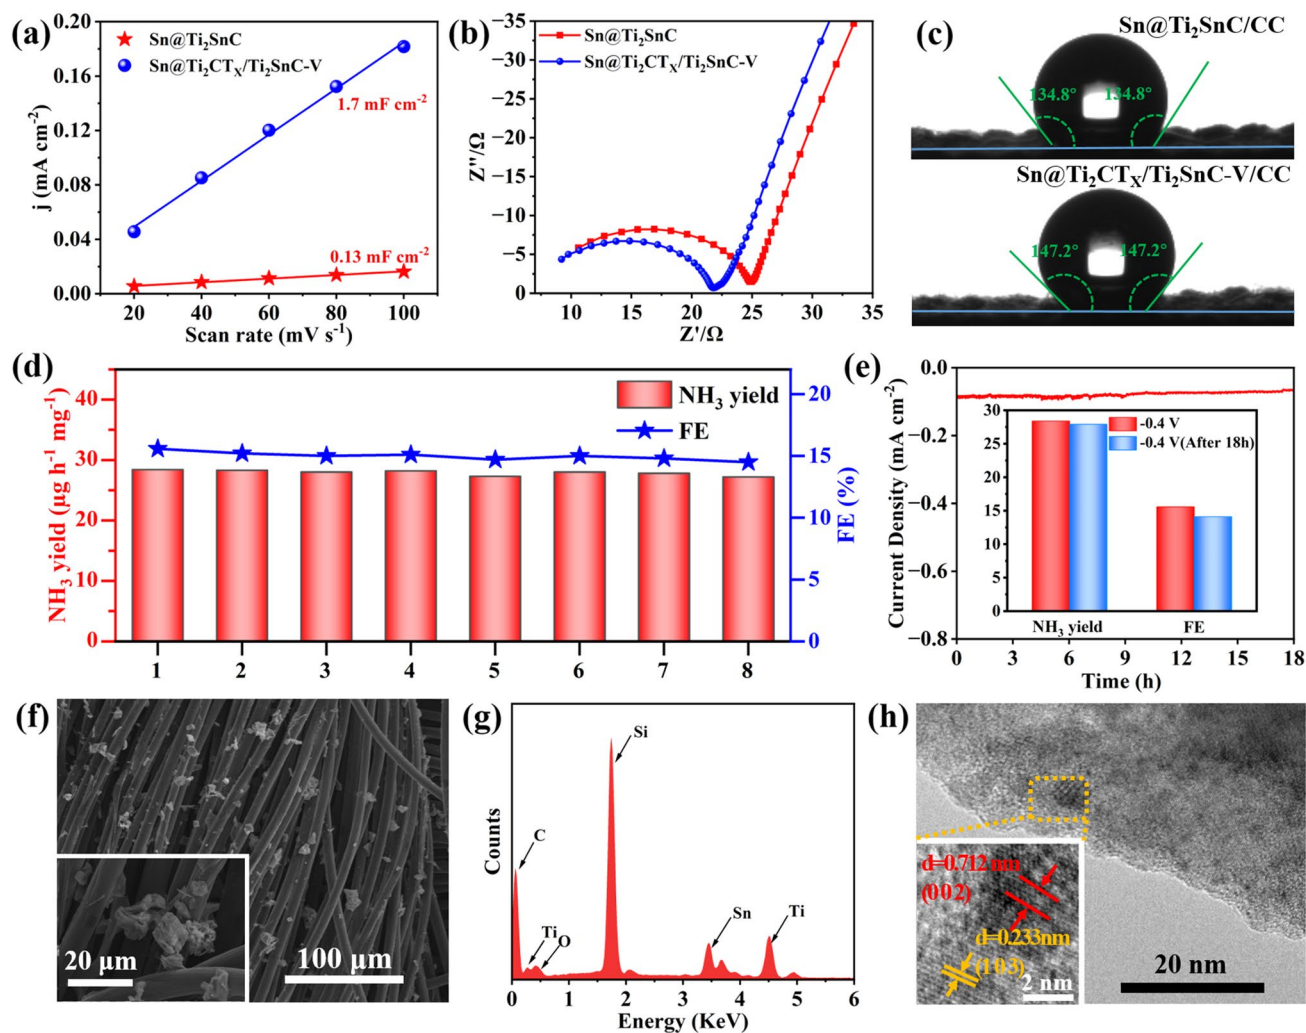 (a)
0.20
0.16
0.12
0.08
0.04
0.00
j (mA cm⁻²)
Sn@Ti₂SnC
Sn@Ti₂CTₓ/Ti₂SnC-V
1.7 mF cm⁻²
0.13 mF cm⁻²
20 40 60 80 100
Scan rate (mV s⁻¹)
(b)
−35
−30
−25
−20
−15
−10
−5
0
Z''/Ω
Sn@Ti₂SnC
Sn@Ti₂CTₓ/Ti₂SnC-V
10 15 20 25 30 35
Z'/Ω
(c)
Sn@Ti₂SnC/CC
134.8° 134.8°
Sn@Ti₂CTₓ/Ti₂SnC-V/CC
147.2° 147.2°
(d)
40
30
20
10
0
NH₃ yield (µg h⁻¹ mg⁻¹)
NH₃ yield
FE
20
15
10
5
0
FE (%)
1 2 3 4 5 6 7 8
(e)
0.0
−0.2
−0.4
−0.6
−0.8
Current Density (mA cm⁻²)
30
25
20
15
10
5
0
-0.4 V
-0.4 V(After 18h)
NH₃ yield FE
0 3 6 9 12 15 18
Time (h)
(f)
20 µm
100 µm
(g)
Counts
C
Ti
O
Si
Sn
Ti
0 1 2 3 4 5 6
Energy (KeV)
(h)
d=0.712 nm
(002)
d=0.233nm
(103)
2 nm
20 nm